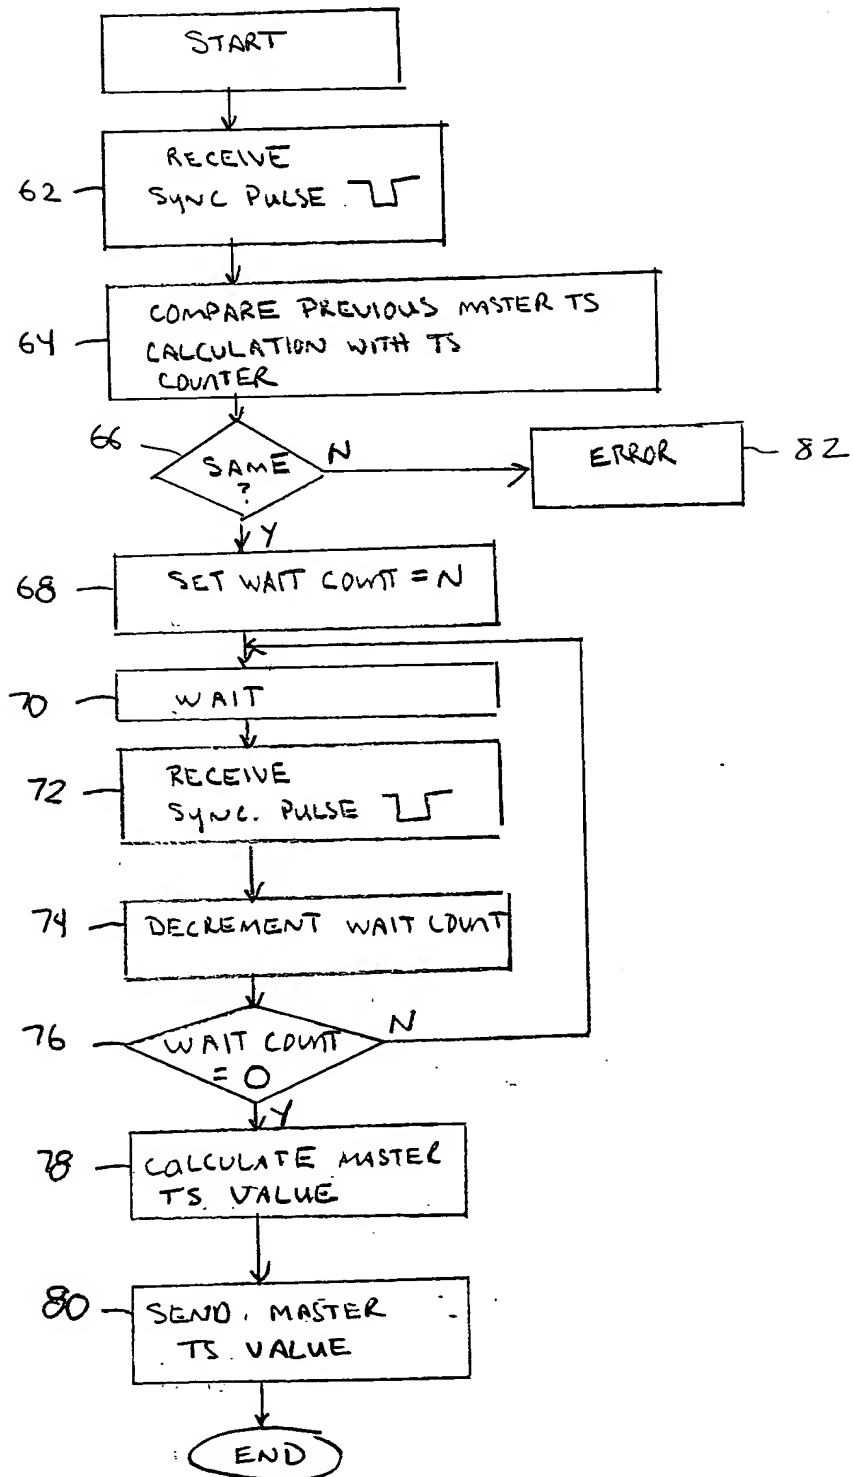 START
62
RECEIVE
SYNC PULSE
64
COMPARE PREVIOUS MASTER TS
CALCULATION WITH TS
COUNTER
66
SAME
?
N
ERROR
82
Y
68
SET WAIT COUNT = N
70
WAIT
72
RECEIVE
SYNC. PULSE
74
DECREMENT WAIT COUNT
76
WAIT COUNT
= 0
N
Y
78
CALCULATE MASTER
TS VALUE
80
SEND MASTER
TS VALUE
END